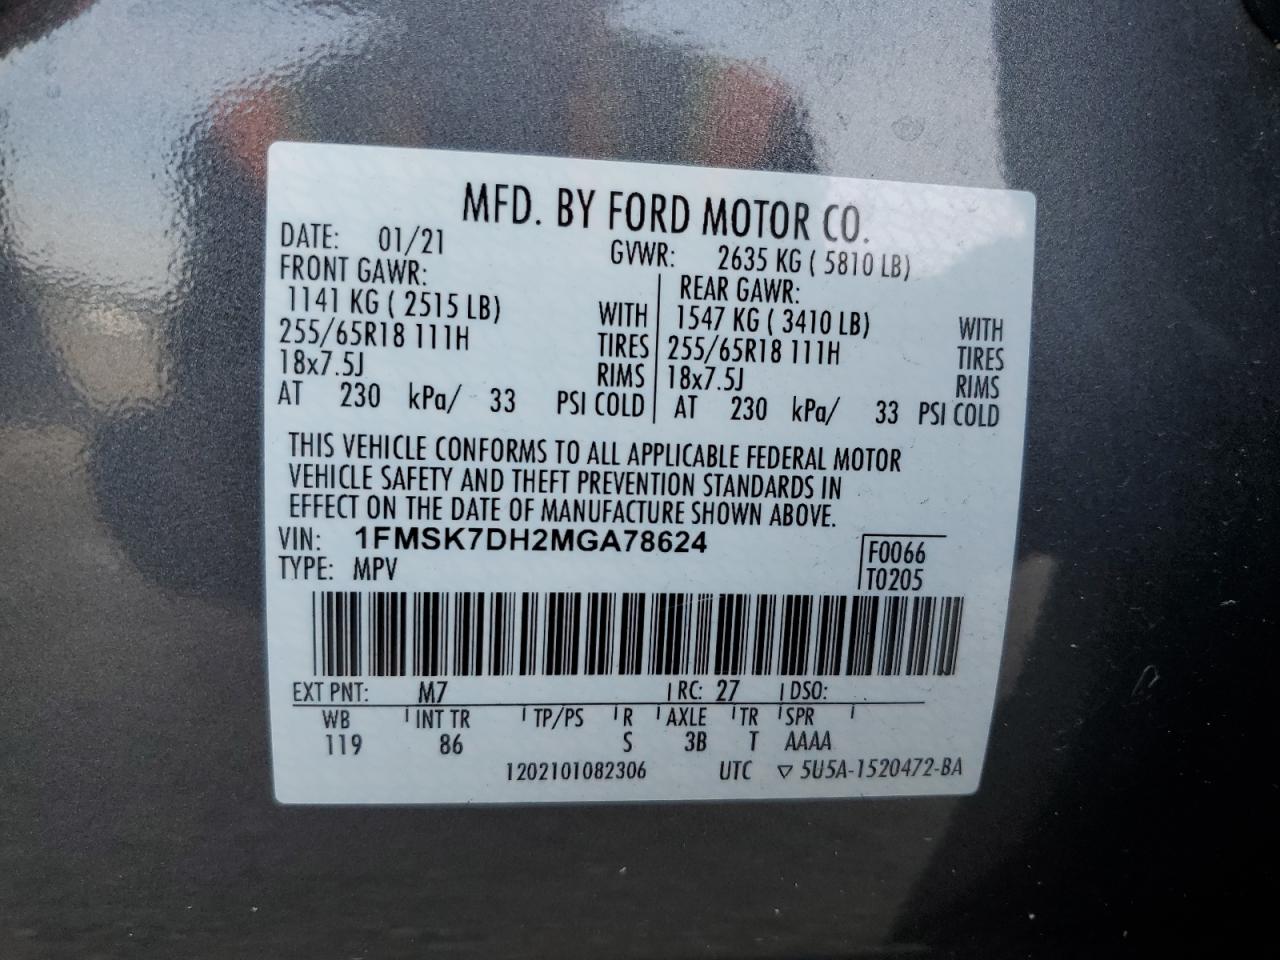 MFD. BY FORD MOTOR CO.
DATE: 01/21 GVWR: 2635 KG ( 5810 LB)
FRONT GAWR: REAR GAWR:
1141 KG ( 2515 LB) WITH 1547 KG ( 3410 LB) WITH
255/65R18 111H TIRES 255/65R18 111H TIRES
18x7.5J RIMS 18x7.5J RIMS
AT 230 kPa/ 33 PSI COLD AT 230 kPa/ 33 PSI COLD
THIS VEHICLE CONFORMS TO ALL APPLICABLE FEDERAL MOTOR
VEHICLE SAFETY AND THEFT PREVENTION STANDARDS IN
EFFECT ON THE DATE OF MANUFACTURE SHOWN ABOVE.
VIN: 1FMSK7DH2MGA78624 F0066
TYPE: MPV T0205
EXT PNT: M7 RC: 27 DSO:
WB INT TR TP/PS R AXLE TR SPR
119 86 S 3B T AAAA
1202101082306 UTC ▽ 5U5A-1520472-BA